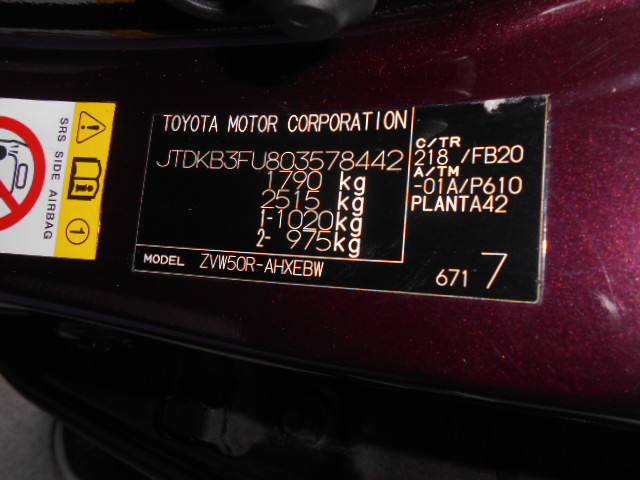 SRS SIDE AIRBAG
1
TOYOTA MOTOR CORPORATION
JTDKB3FU803578442
1790 kg
2515 kg
1-1020kg
2- 975kg
MODEL ZVW50R-AHXEBW
C/TR
218 /FB20
A/TM
-01A/P610
PLANTA42
671 7